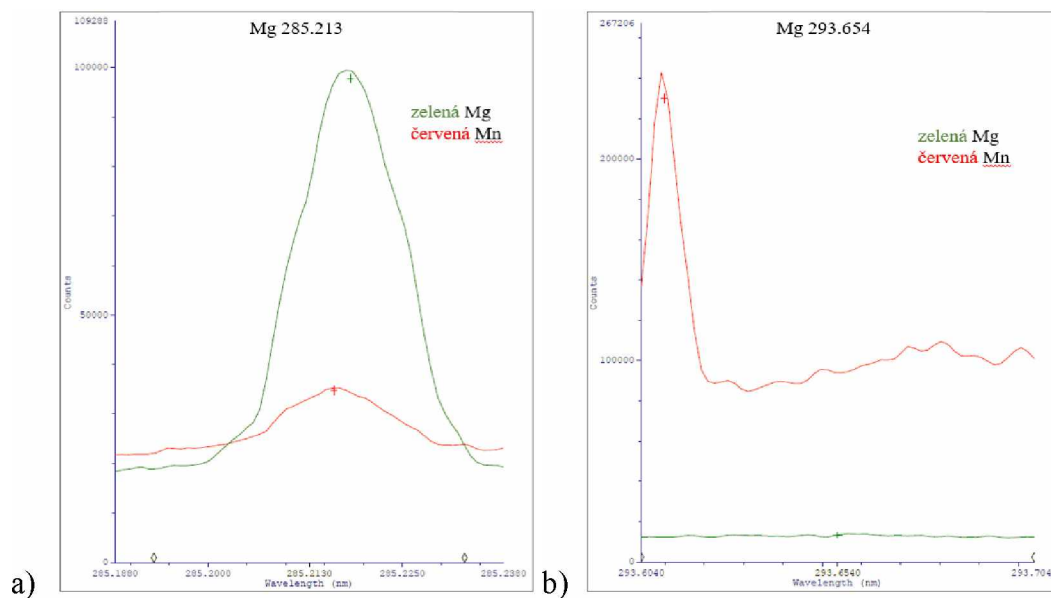 Mg 285.213
109288
100000
50000
0
Counts
zelená Mg
červená Mn
285.1880
285.2000
285.2130
285.2250
285.2380
Wavelength (nm)
a)
Mg 293.654
267206
200000
100000
0
Counts
zelená Mg
červená Mn
293.6040
293.6540
293.704
Wavelength (nm)
b)